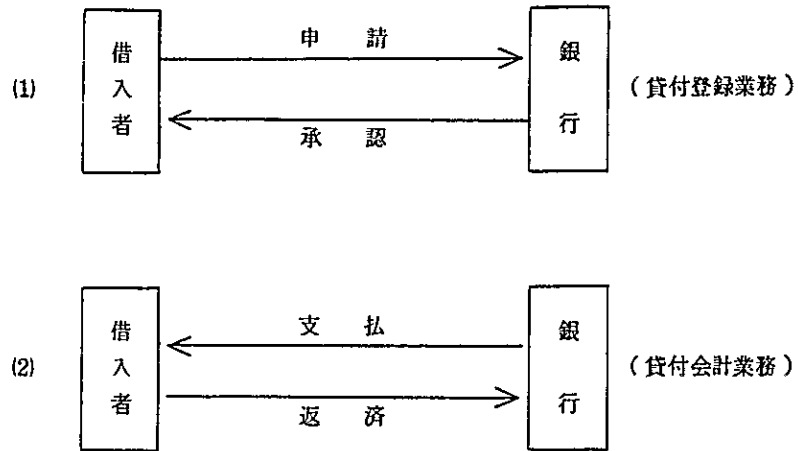 (1)
借入者
申請
承認
銀行
(貸付登録業務)
(2)
借入者
支払
返済
銀行
(貸付会計業務)